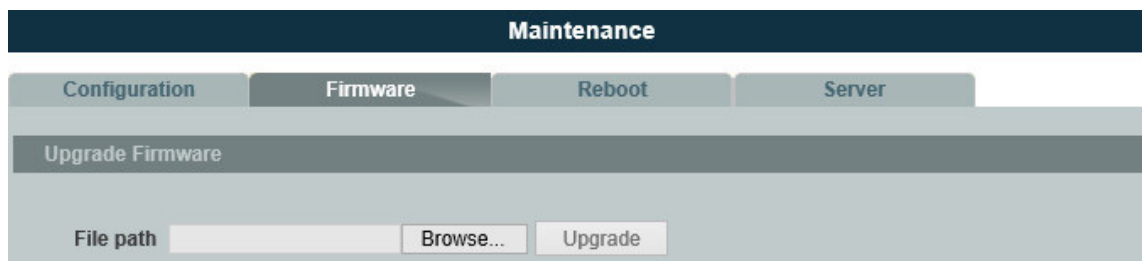 Maintenance
Configuration Firmware Reboot Server
Upgrade Firmware
File path Browse... Upgrade